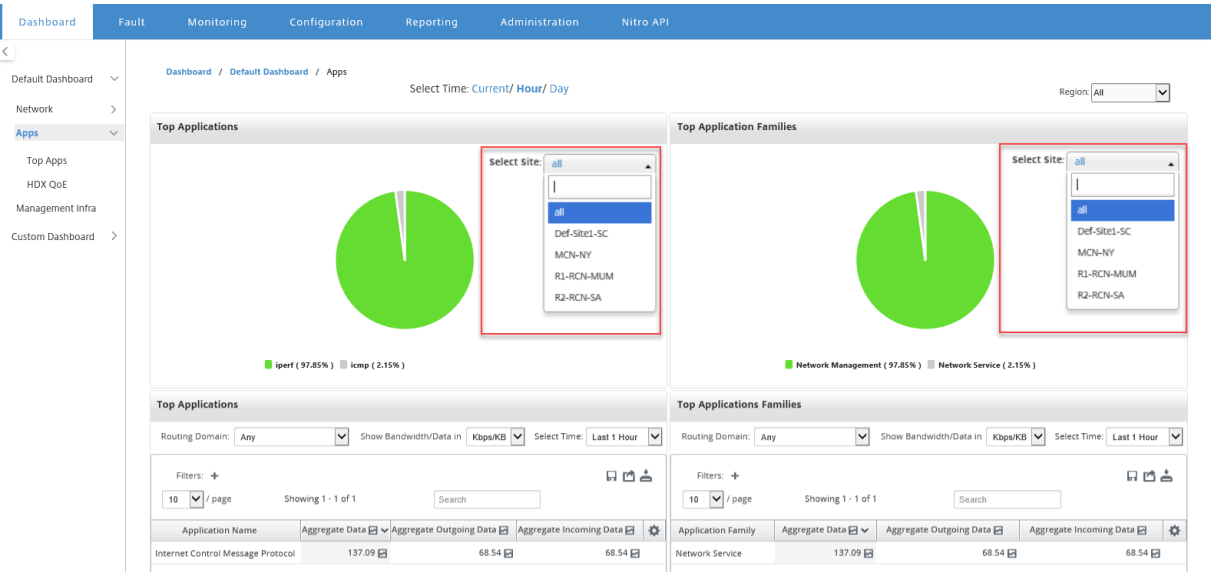 Dashboard Fault Monitoring Configuration Reporting Administration Nitro API
Default Dashboard
Network
Apps
Top Apps
HDX QoE
Management Infra
Custom Dashboard
Dashboard / Default Dashboard / Apps
Select Time: Current/ Hour/ Day
Region: All
Top Applications
Select Site: all
all
Def-Site1-SC
MCN-NY
R1-RCN-MUM
R2-RCN-SA
iperf ( 97.85% ) icmp ( 2.15% )
Top Application Families
Select Site: all
all
Def-Site1-SC
MCN-NY
R1-RCN-MUM
R2-RCN-SA
Network Management ( 97.85% ) Network Service ( 2.15% )
Top Applications
Routing Domain: Any Show Bandwidth/Data in Kbps/KB Select Time: Last 1 Hour
Filters: +
10 / page Showing 1 - 1 of 1 Search
Application Name Aggregate Data Aggregate Outgoing Data Aggregate Incoming Data
Internet Control Message Protocol 137.09 68.54 68.54
Top Applications Families
Routing Domain: Any Show Bandwidth/Data in Kbps/KB Select Time: Last 1 Hour
Filters: +
10 / page Showing 1 - 1 of 1 Search
Application Family Aggregate Data Aggregate Outgoing Data Aggregate Incoming Data
Network Service 137.09 68.54 68.54